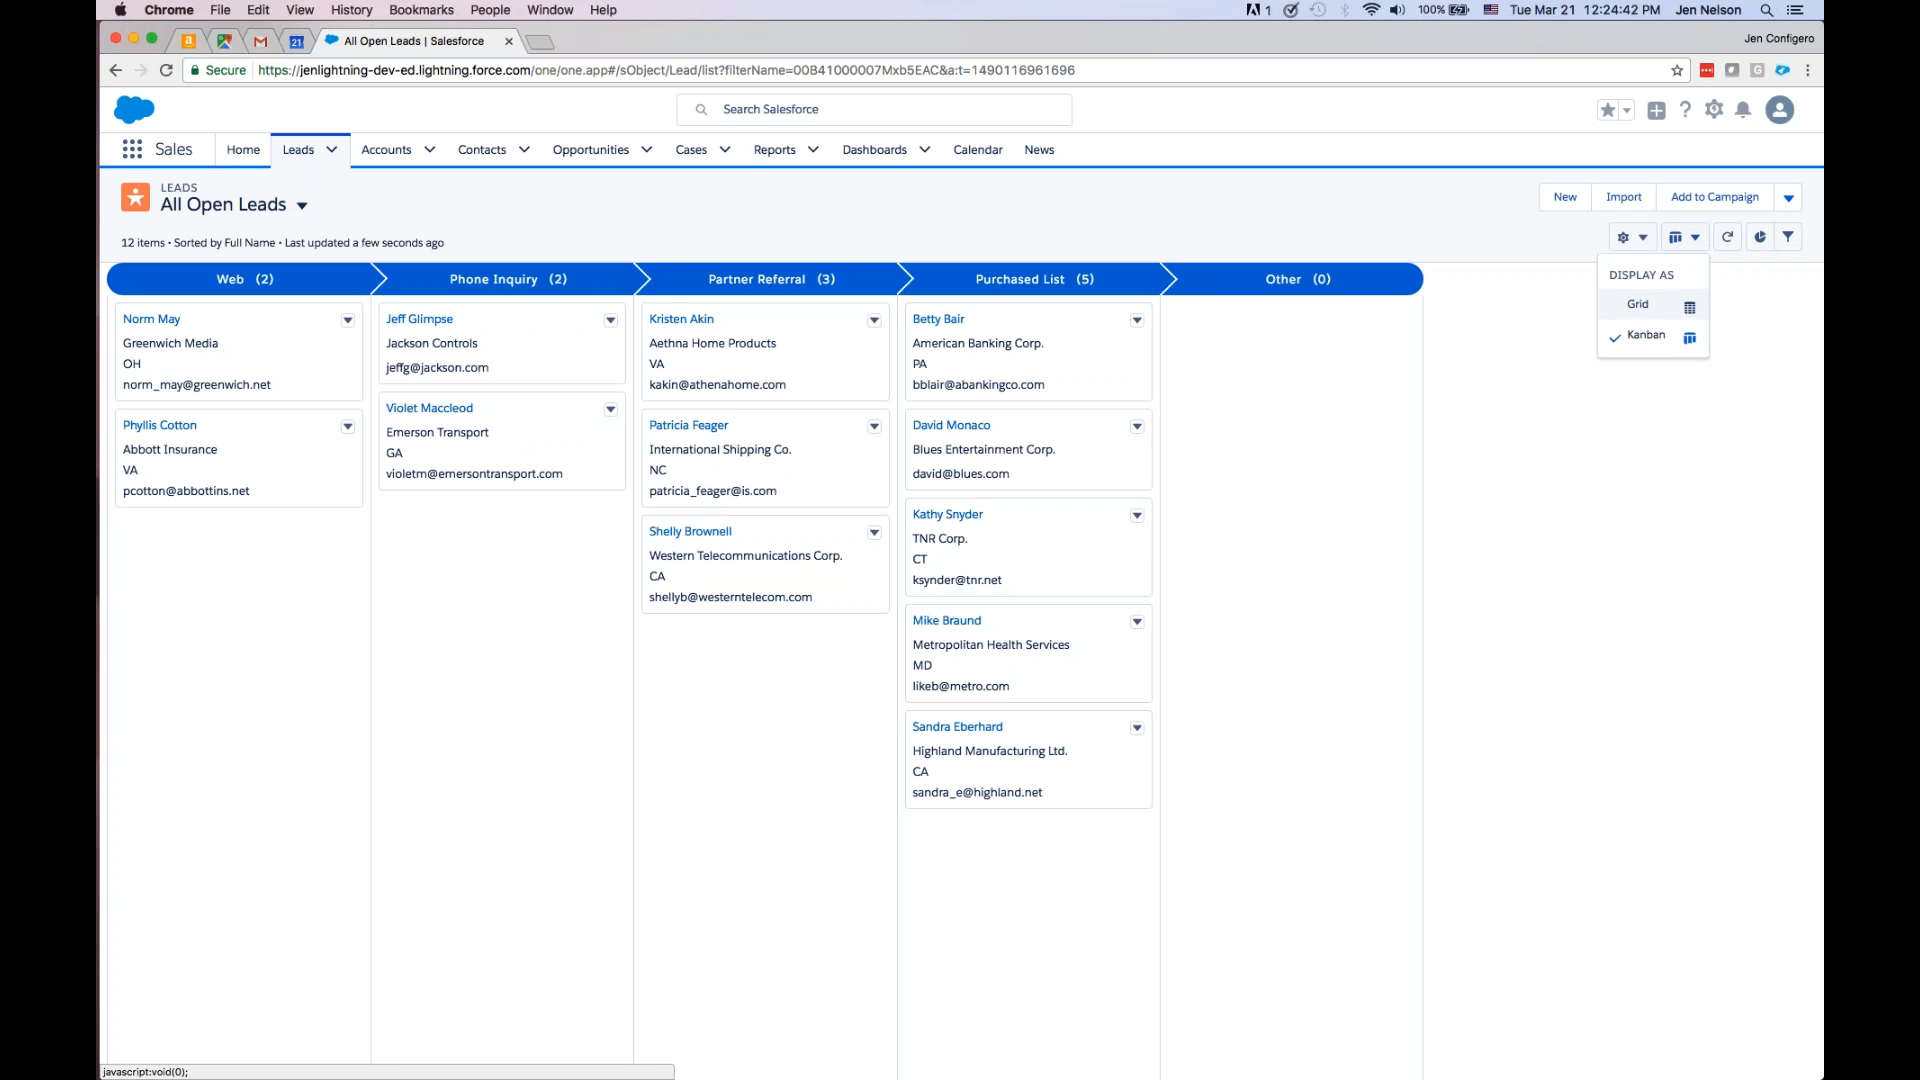 Chrome File Edit View History Bookmarks People Window Help
1 100% Tue Mar 21 12:24:42 PM Jen Nelson
a 21 All Open Leads | Salesforce Jen Configero
Secure https://jenlightning-dev-ed.lightning.force.com/one/one.app#/sObject/Lead/list?filterName=00B41000007Mxb5EAC&a:t=1490116961696
Search Salesforce
Sales Home Leads Accounts Contacts Opportunities Cases Reports Dashboards Calendar News
LEADS
All Open Leads
New Import Add to Campaign
12 items • Sorted by Full Name • Last updated a few seconds ago
DISPLAY AS
Grid
Kanban
Web (2)
Norm May
Greenwich Media
OH
norm_may@greenwich.net
Phyllis Cotton
Abbott Insurance
VA
pcotton@abbottins.net
Phone Inquiry (2)
Jeff Glimpse
Jackson Controls
jeffg@jackson.com
Violet Maccleod
Emerson Transport
GA
violetm@emersontransport.com
Partner Referral (3)
Kristen Akin
Aethna Home Products
VA
kakin@athenahome.com
Patricia Feager
International Shipping Co.
NC
patricia_feager@is.com
Shelly Brownell
Western Telecommunications Corp.
CA
shellyb@westerntelecom.com
Purchased List (5)
Betty Bair
American Banking Corp.
PA
bblair@abankingco.com
David Monaco
Blues Entertainment Corp.
david@blues.com
Kathy Snyder
TNR Corp.
CT
ksynder@tnr.net
Mike Braund
Metropolitan Health Services
MD
likeb@metro.com
Sandra Eberhard
Highland Manufacturing Ltd.
CA
sandra_e@highland.net
Other (0)
javascript:void(0);